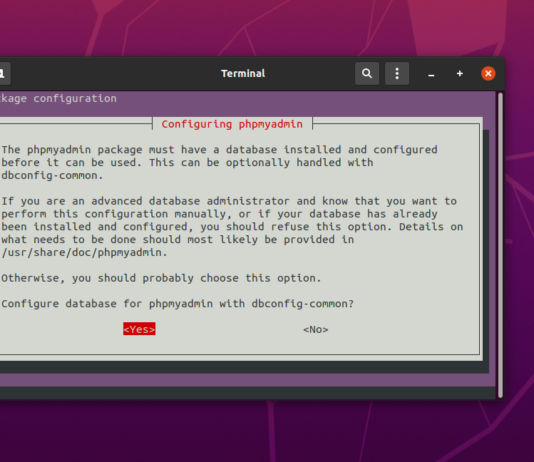 Terminal
kage configuration
Configuring phpmyadmin
The phpmyadmin package must have a database installed and configured
before it can be used. This can be optionally handled with
dbconfig-common.
If you are an advanced database administrator and know that you want to
perform this configuration manually, or if your database has already
been installed and configured, you should refuse this option. Details on
what needs to be done should most likely be provided in
/usr/share/doc/phpmyadmin.
Otherwise, you should probably choose this option.
Configure database for phpmyadmin with dbconfig-common?
<Yes> <No>